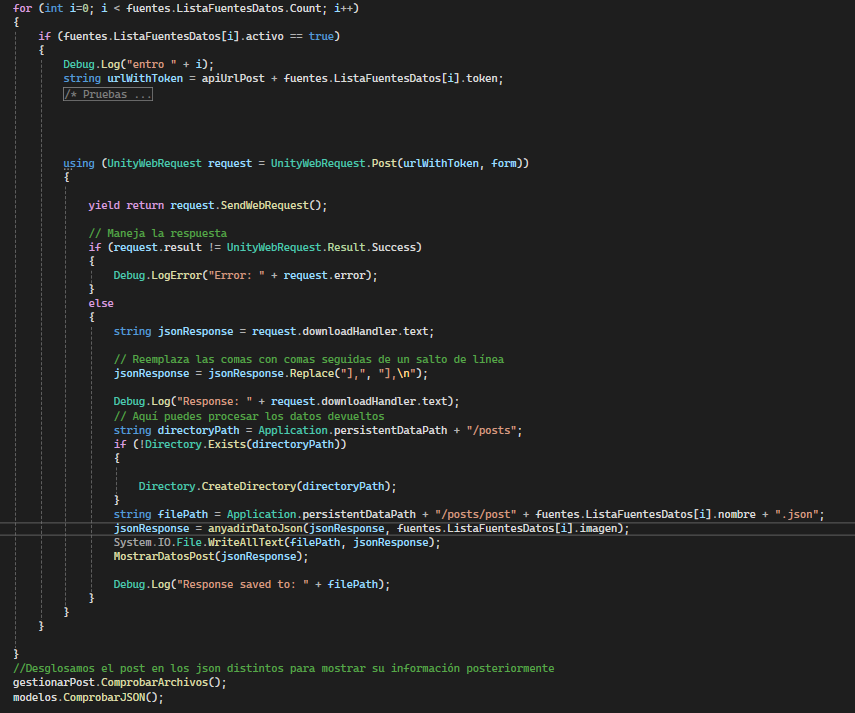 for (int i=0; i < fuentes.ListaFuentesDatos.Count; i++)
{
if (fuentes.ListaFuentesDatos[i].activo == true)
{
Debug.Log("entro " + i);
string urlWithToken = apiUrlPost + fuentes.ListaFuentesDatos[i].token;
/* Pruebas ...
using (UnityWebRequest request = UnityWebRequest.Post(urlWithToken, form))
{
yield return request.SendWebRequest();
// Maneja la respuesta
if (request.result != UnityWebRequest.Result.Success)
{
Debug.LogError("Error: " + request.error);
}
else
{
string jsonResponse = request.downloadHandler.text;
// Reemplaza las comas con comas seguidas de un salto de línea
jsonResponse = jsonResponse.Replace("],", "],\n");
Debug.Log("Response: " + request.downloadHandler.text);
// Aquí puedes procesar los datos devueltos
string directoryPath = Application.persistentDataPath + "/posts";
if (!Directory.Exists(directoryPath))
{
Directory.CreateDirectory(directoryPath);
}
string filePath = Application.persistentDataPath + "/posts/post" + fuentes.ListaFuentesDatos[i].nombre + ".json";
jsonResponse = anyadirDatoJson(jsonResponse, fuentes.ListaFuentesDatos[i].imagen);
System.IO.File.WriteAllText(filePath, jsonResponse);
MostrarDatosPost(jsonResponse);
Debug.Log("Response saved to: " + filePath);
}
}
}
}
//Desglosamos el post en los json distintos para mostrar su información posteriormente
gestionarPost.ComprobarArchivos();
modelos.ComprobarJSON();